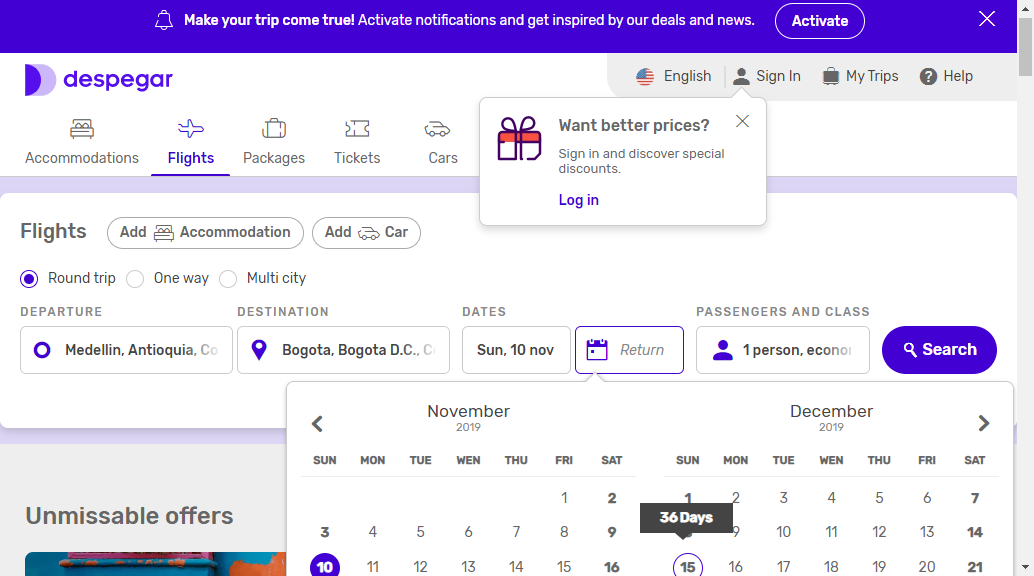 Make your trip come true! Activate notifications and get inspired by our deals and news. Activate
despegar
English Sign In My Trips Help
Accommodations Flights Packages Tickets Cars
Want better prices?
Sign in and discover special
discounts.
Log in
Flights Add Accommodation Add Car
Round trip One way Multi city
DEPARTURE DESTINATION DATES PASSENGERS AND CLASS
Medellin, Antioquia, Co Bogota, Bogota D.C., C Sun, 10 nov Return 1 person, econo Search
November December
2019 2019
SUN MON TUE WEN THU FRI SAT SUN MON TUE WEN THU FRI SAT
1 2 1 2 3 4 5 6 7
36 Days
3 4 5 6 7 8 9 9 10 11 12 13 14
10 11 12 13 14 15 16 15 16 17 18 19 20 21
Unmissable offers